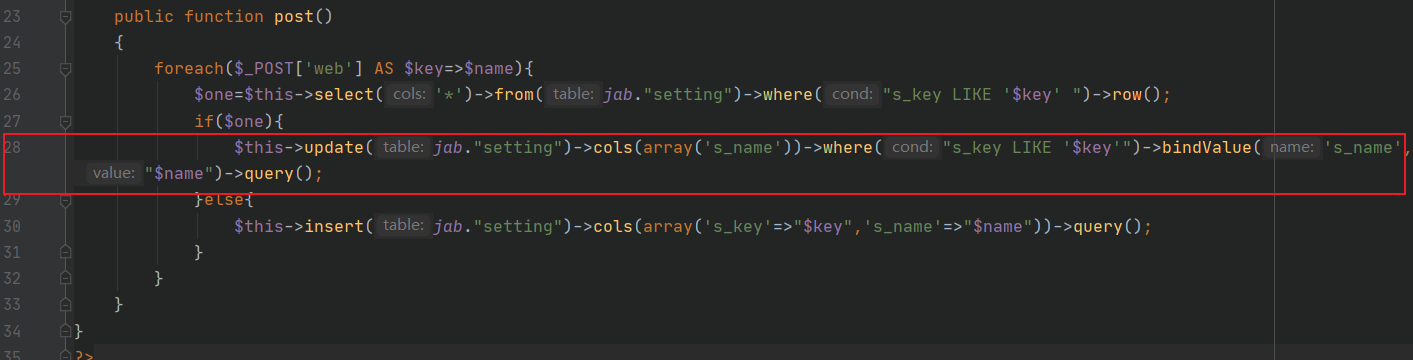 23 public function post()
24 {
25 foreach($_POST['web'] AS $key=>$name){
26 $one=$this->select( cols: '*')->from( table: jab."setting")->where( cond: "s_key LIKE '$key' ")->row();
27 if($one){
28 $this->update( table: jab."setting")->cols(array('s_name'))->where( cond: "s_key LIKE '$key'")->bindValue( name: 's_name',
value: "$name")->query();
29 }else{
30 $this->insert( table: jab."setting")->cols(array('s_key'=>"$key",'s_name'=>"$name"))->query();
31 }
32 }
33 }
34 }
35 ?>